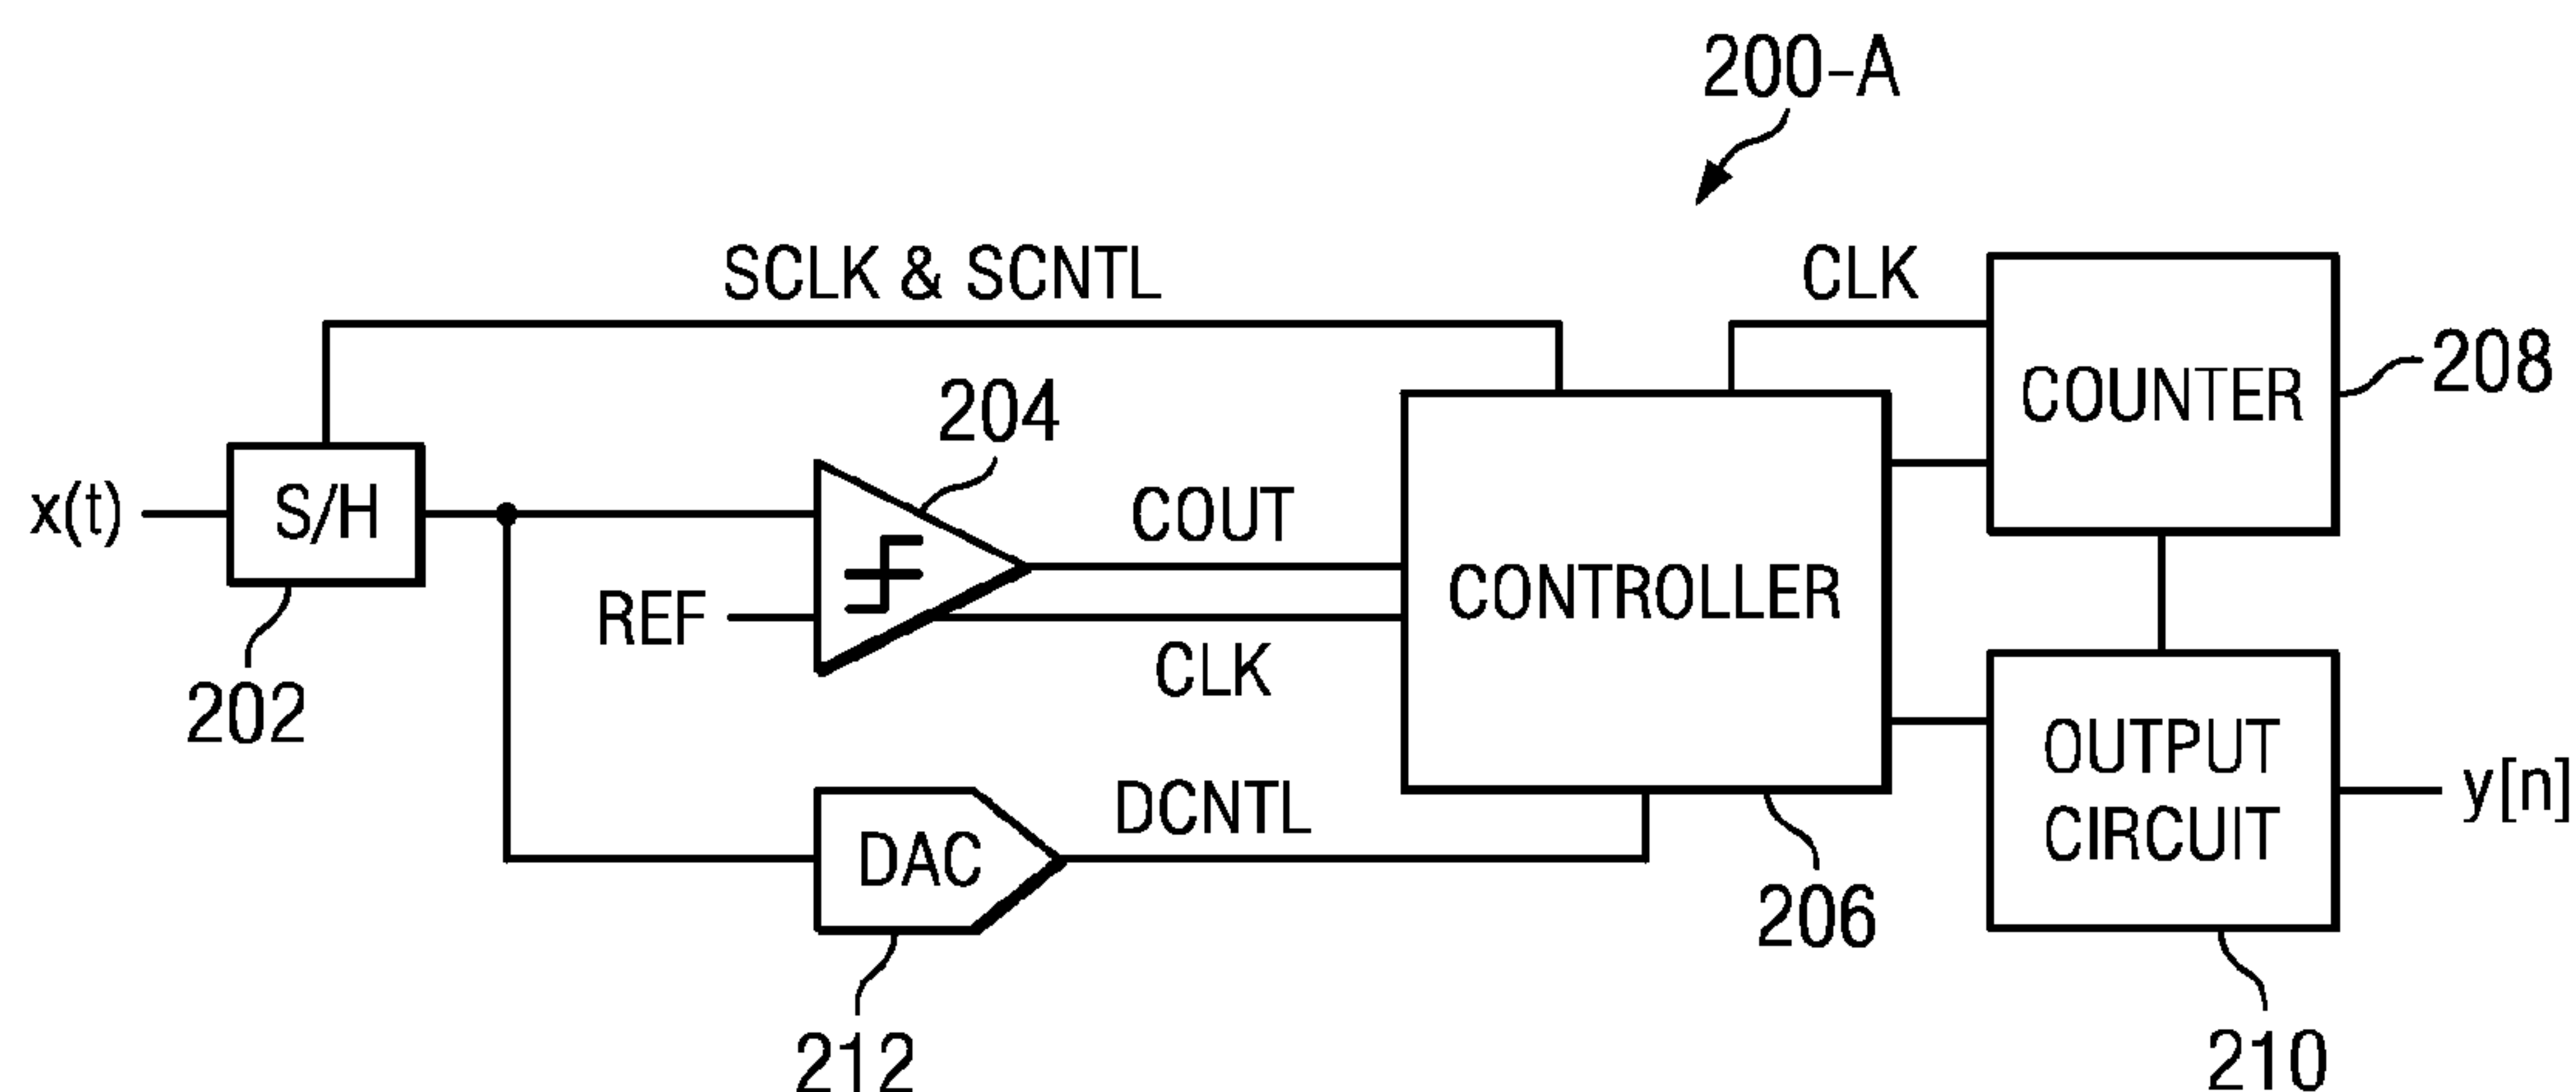 200-A
SCLK & SCNTL
CLK
COUNTER
208
204
x(t)
S/H
COUT
REF
CONTROLLER
CLK
202
OUTPUT
CIRCUIT
y[n]
DCNTL
DAC
206
212
210